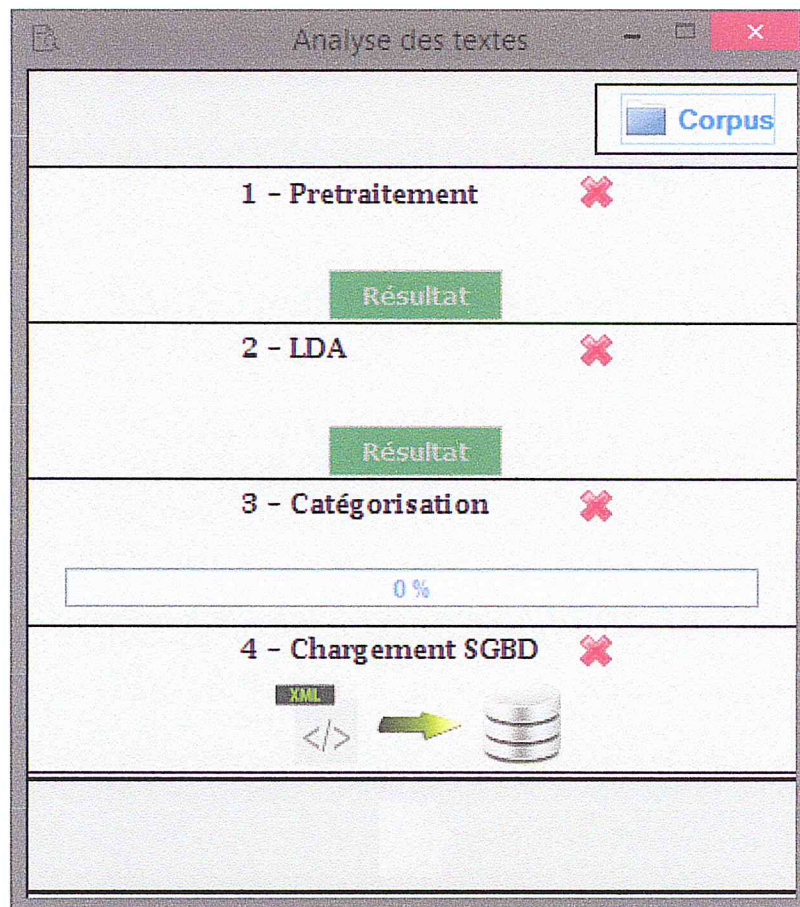 Analyse des textes
Corpus
1 - Pretraitement
Résultat
2 - LDA
Résultat
3 - Catégorisation
0 %
4 - Chargement SGBD
XML
</>